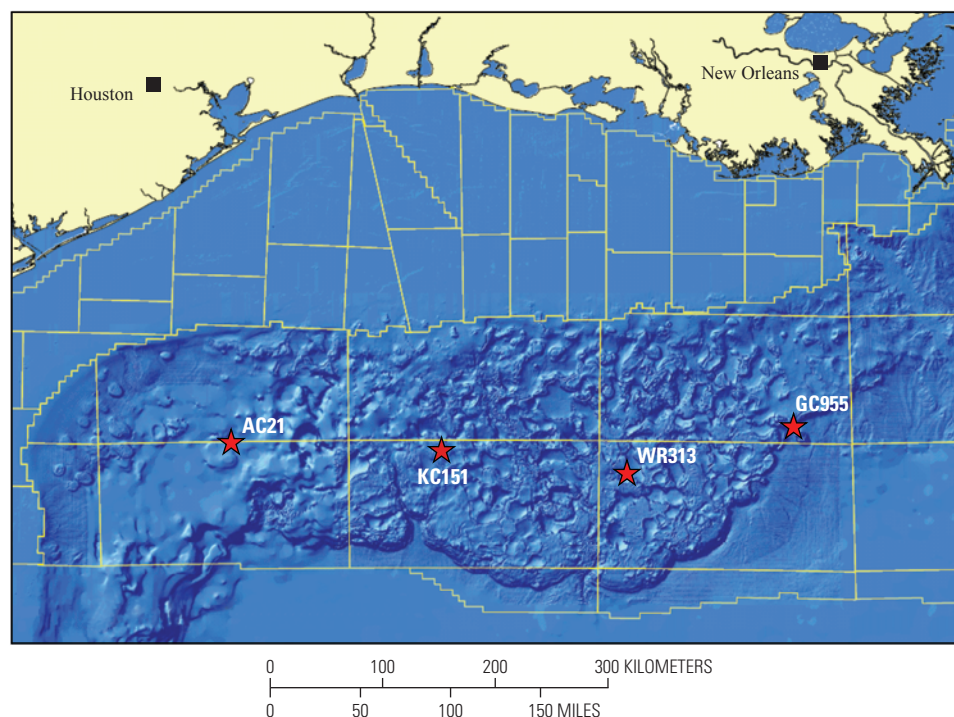 New Orleans
Houston
GC955
AC21
WR313
KC151
0 100 200 300 KILOMETERS
0 50 100 150 MILES